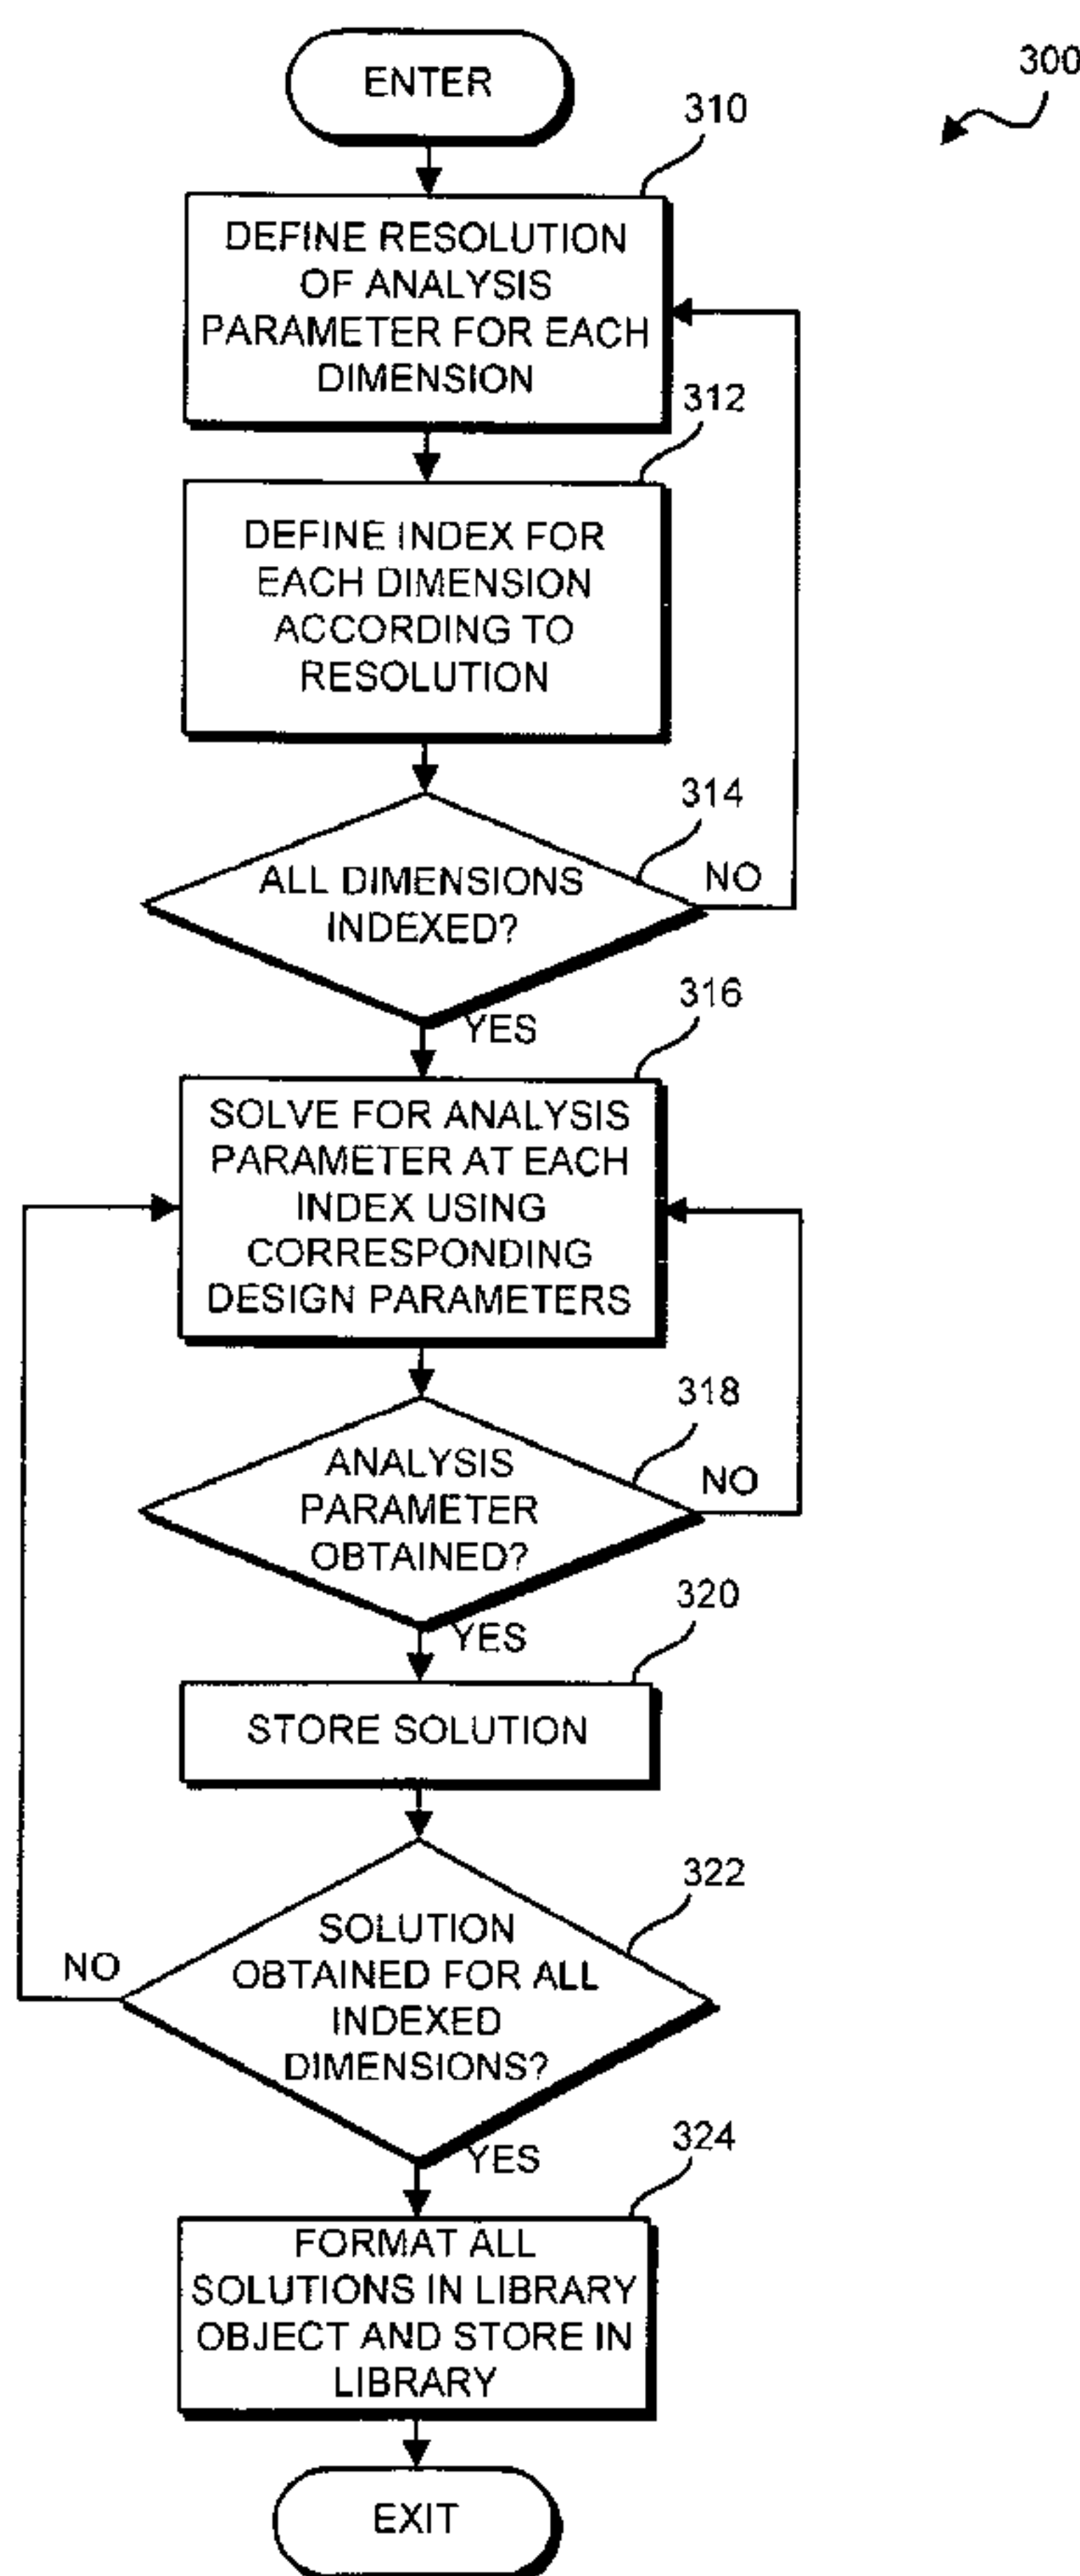 ENTER
300
310
DEFINE RESOLUTION
OF ANALYSIS
PARAMETER FOR EACH
DIMENSION
312
DEFINE INDEX FOR
EACH DIMENSION
ACCORDING TO
RESOLUTION
314
ALL DIMENSIONS
INDEXED?
NO
YES
316
SOLVE FOR ANALYSIS
PARAMETER AT EACH
INDEX USING
CORRESPONDING
DESIGN PARAMETERS
318
ANALYSIS
PARAMETER
OBTAINED?
NO
YES
320
STORE SOLUTION
322
SOLUTION
OBTAINED FOR ALL
INDEXED
DIMENSIONS?
NO
YES
324
FORMAT ALL
SOLUTIONS IN LIBRARY
OBJECT AND STORE IN
LIBRARY
EXIT